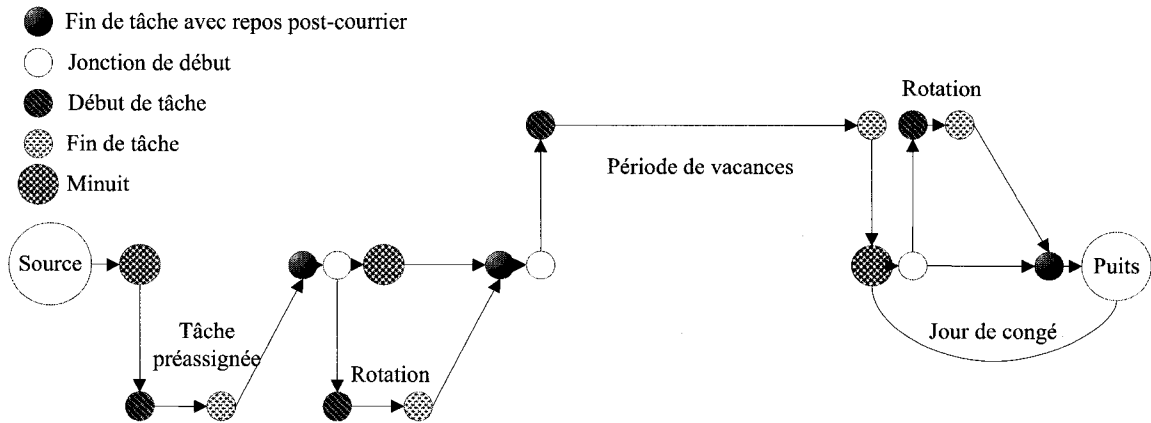 Fin de tâche avec repos post-courrier
Jonction de début
Début de tâche
Fin de tâche
Minuit
Rotation
Période de vacances
Source
Puits
Tâche
préassignée
Rotation
Jour de congé